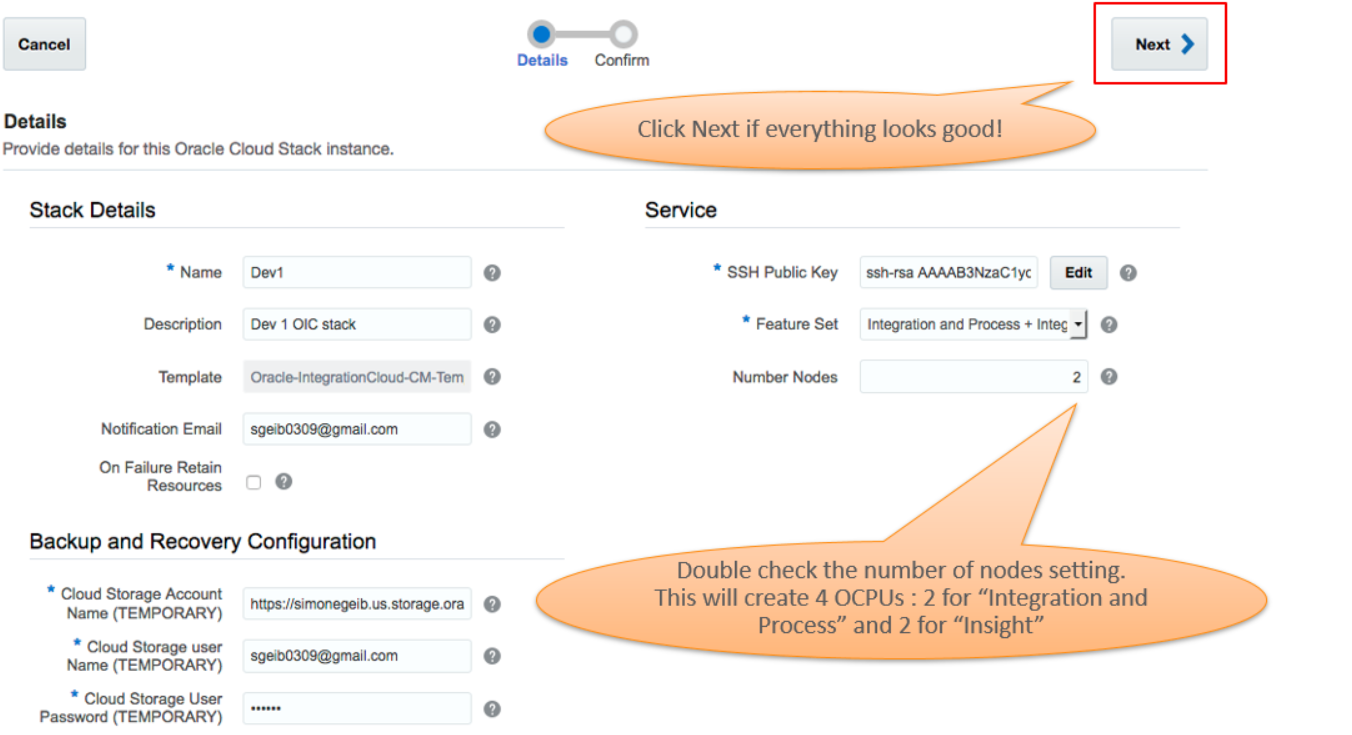 Cancel
Details
Confirm
Next
Click Next if everything looks good!
Details
Provide details for this Oracle Cloud Stack instance.
Stack Details
* Name
Dev1
Description
Dev 1 OIC stack
Template
Oracle-IntegrationCloud-CM-Tem
Notification Email
sgeib0309@gmail.com
On Failure Retain
Resources
Service
* SSH Public Key
ssh-rsa AAAAB3NzaC1yc
Edit
* Feature Set
Integration and Process + Integ
Number Nodes
2
Double check the number of nodes setting.
This will create 4 OCPUs : 2 for “Integration and
Process” and 2 for “Insight”
Backup and Recovery Configuration
* Cloud Storage Account
Name (TEMPORARY)
https://simonegeib.us.storage.ora
* Cloud Storage user
Name (TEMPORARY)
sgeib0309@gmail.com
* Cloud Storage User
Password (TEMPORARY)
••••••